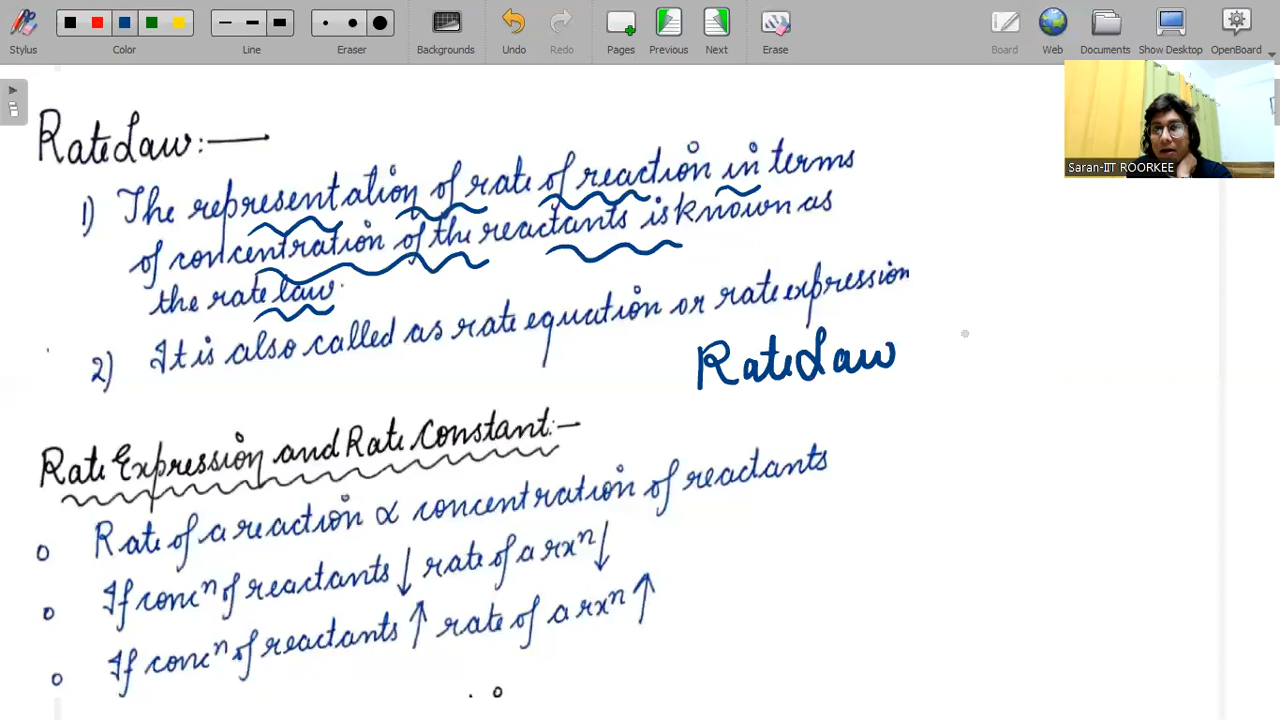 Stylus
Color
Line
Eraser
Backgrounds
Undo
Redo
Pages
Previous
Next
Erase
Board
Web
Documents
Show Desktop
OpenBoard
Saran-IIT ROORKEE
Rate Law:—
1) The representation of rate of reaction in terms
of concentration of the reactants is known as
the rate law.
2) It is also called as rate equation or rate expression
Rate Law
Rate Expression and Rate Constant:-
Rate of a reaction ∝ concentration of reactants
If concⁿ of reactants ↓ rate of a rxⁿ ↓
If concⁿ of reactants ↑ rate of a rxⁿ ↑